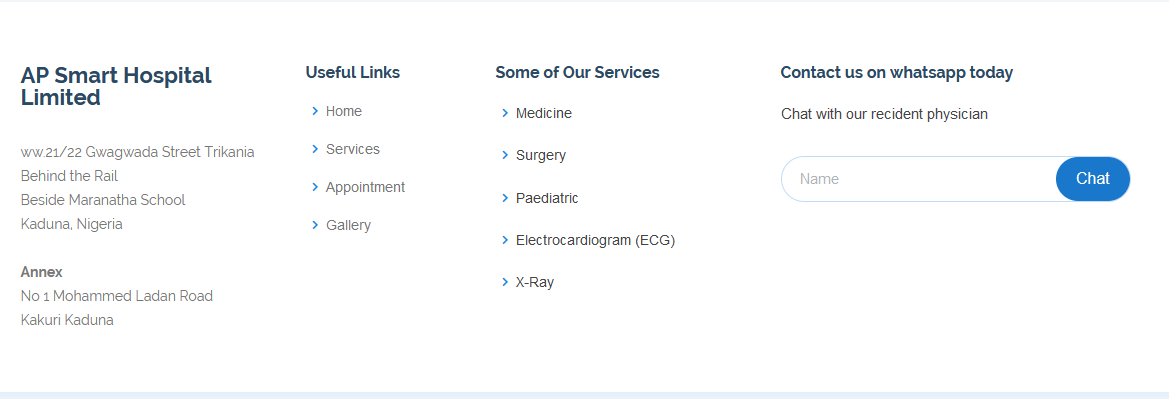 AP Smart Hospital
Limited
ww.21/22 Gwagwada Street Trikania
Behind the Rail
Beside Maranatha School
Kaduna, Nigeria
Annex
No 1 Mohammed Ladan Road
Kakuri Kaduna
Useful Links
Home
Services
Appointment
Gallery
Some of Our Services
Medicine
Surgery
Paediatric
Electrocardiogram (ECG)
X-Ray
Contact us on whatsapp today
Chat with our recident physician
Name
Chat